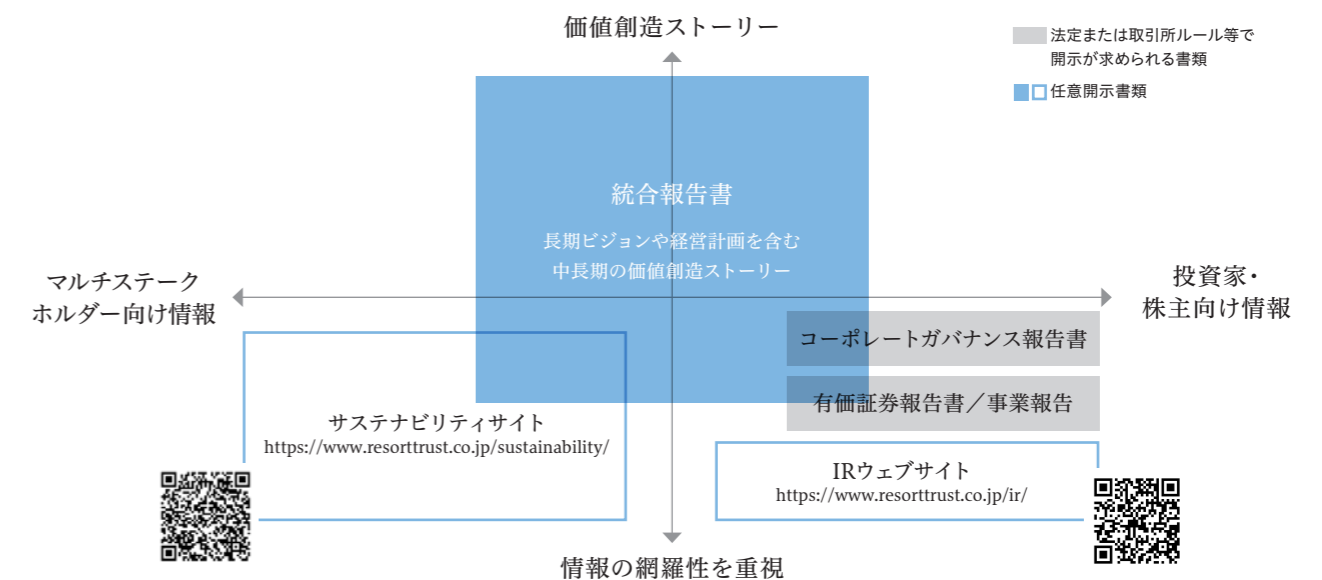 価値創造ストーリー
法定または取引所ルール等で
開示が求められる書類
任意開示書類
統合報告書
長期ビジョンや経営計画を含む
中長期の価値創造ストーリー
マルチステーク
ホルダー向け情報
投資家・
株主向け情報
コーポレートガバナンス報告書
有価証券報告書／事業報告
サステナビリティサイト
https://www.resorttrust.co.jp/sustainability/
IRウェブサイト
https://www.resorttrust.co.jp/ir/
情報の網羅性を重視